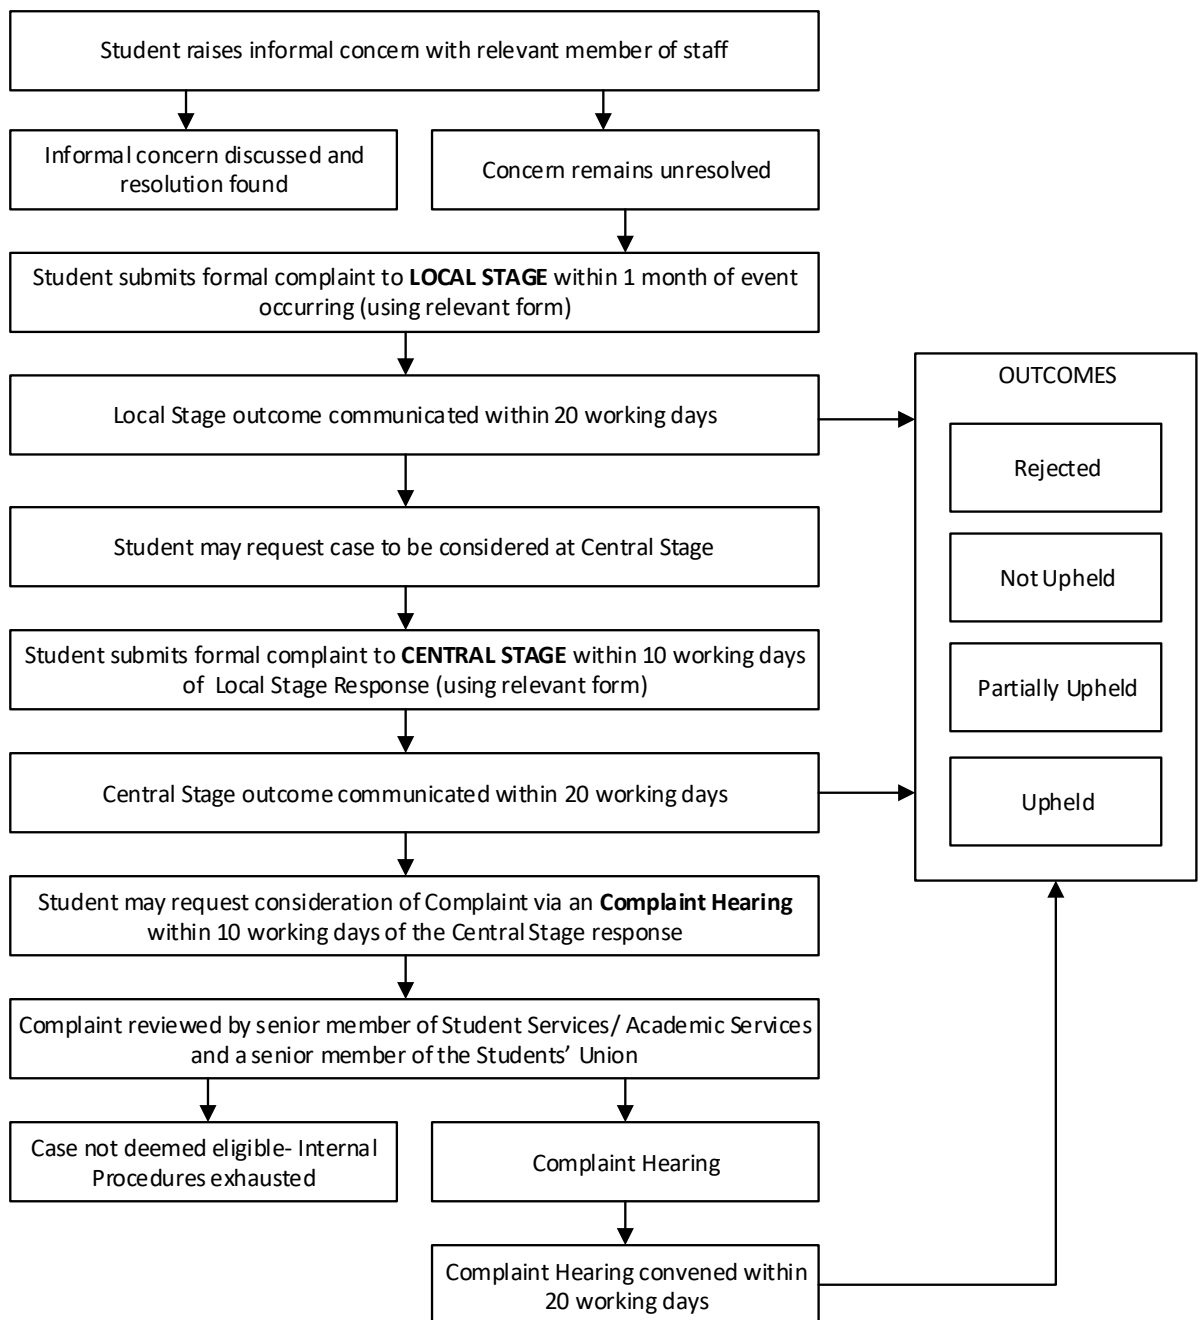 Student raises informal concern with relevant member of staff
Informal concern discussed and
resolution found
Concern remains unresolved
Student submits formal complaint to LOCAL STAGE within 1 month of event
occurring (using relevant form)
Local Stage outcome communicated within 20 working days
Student may request case to be considered at Central Stage
Student submits formal complaint to CENTRAL STAGE within 10 working days
of Local Stage Response (using relevant form)
Central Stage outcome communicated within 20 working days
Student may request consideration of Complaint via an Complaint Hearing
within 10 working days of the Central Stage response
Complaint reviewed by senior member of Student Services/ Academic Services
and a senior member of the Students’ Union
Case not deemed eligible- Internal
Procedures exhausted
Complaint Hearing
Complaint Hearing convened within
20 working days
OUTCOMES
Rejected
Not Upheld
Partially Upheld
Upheld